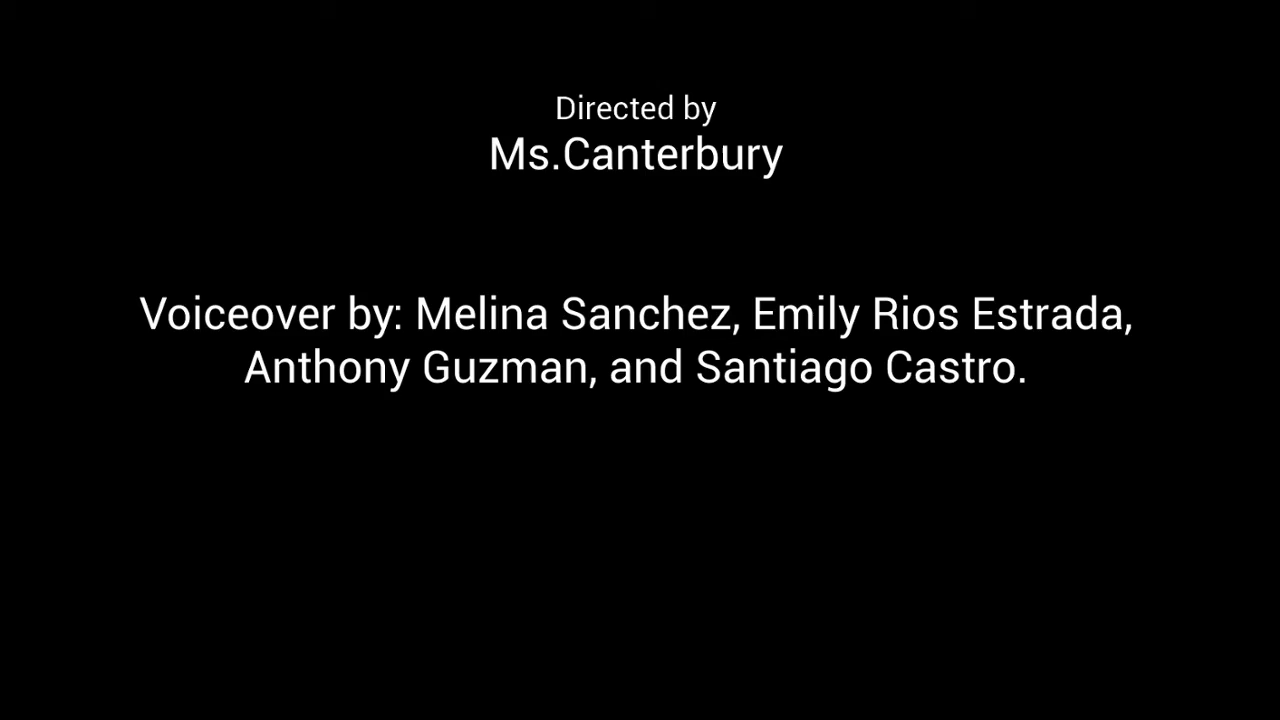 Directed by
Ms.Canterbury
Voiceover by: Melina Sanchez, Emily Rios Estrada,
Anthony Guzman, and Santiago Castro.